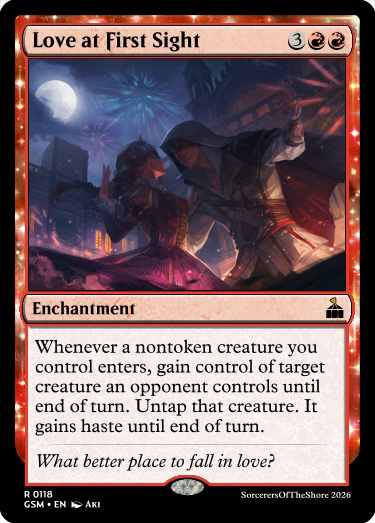 Love at First Sight 3
Enchantment
Whenever a nontoken creature you
control enters, gain control of target
creature an opponent controls until
end of turn. Untap that creature. It
gains haste until end of turn.
What better place to fall in love?
R 0118
GSM • EN Aki
SorcerersOfTheShore 2026